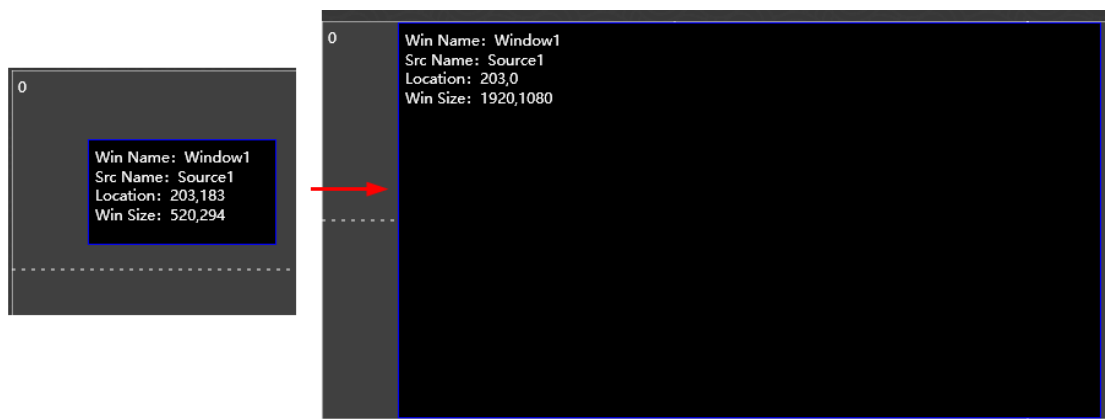 0
Win Name: Window1
Src Name: Source1
Location: 203,183
Win Size: 520,294
0
Win Name: Window1
Src Name: Source1
Location: 203,0
Win Size: 1920,1080